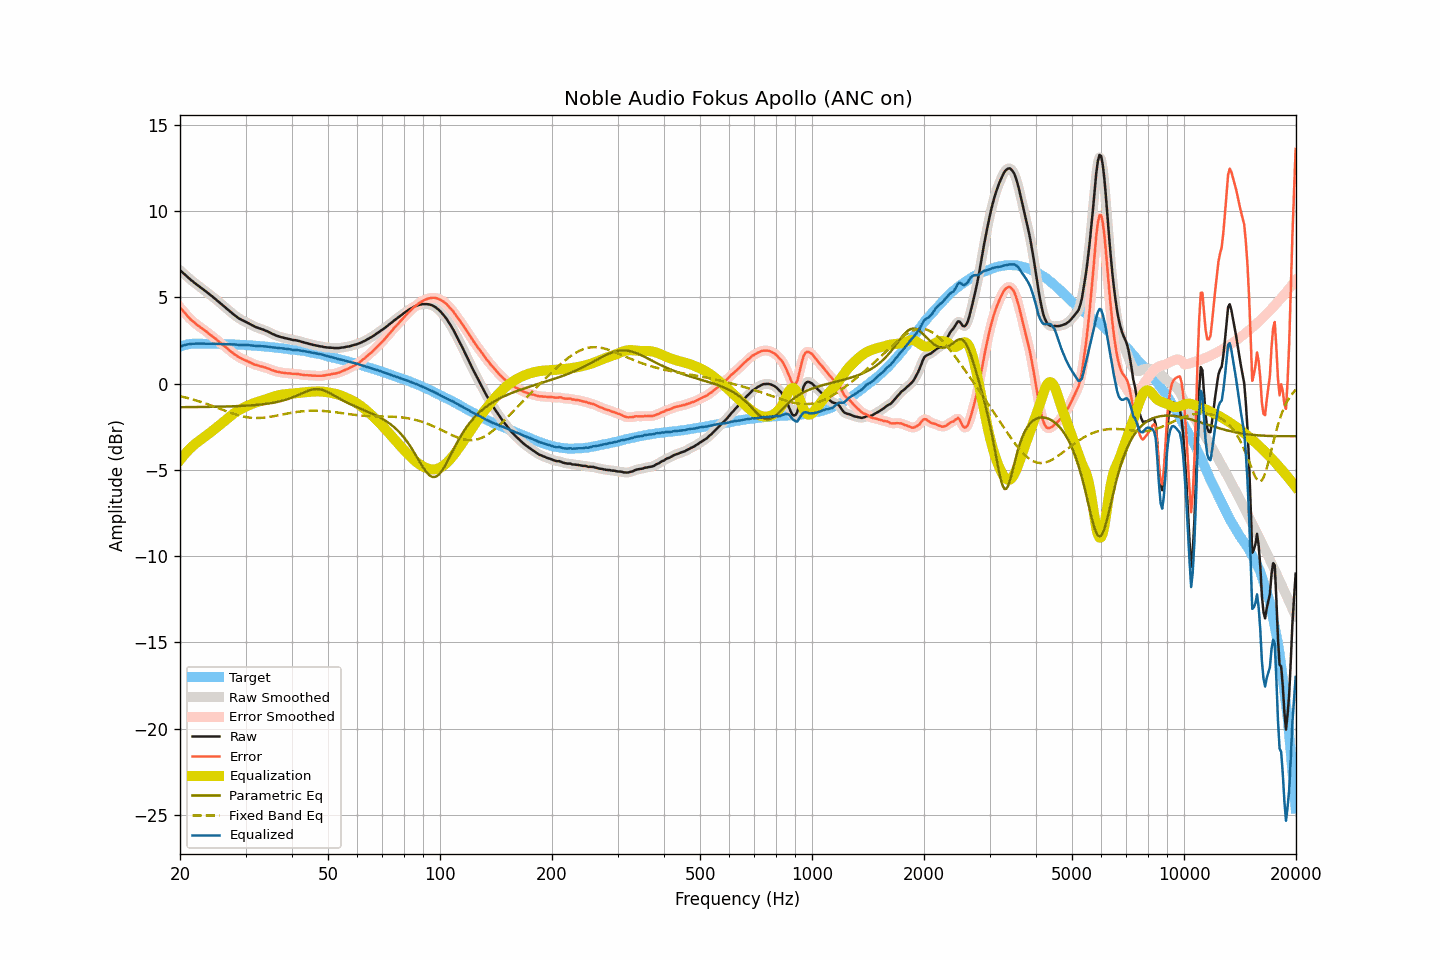 Noble Audio Fokus Apollo (ANC on)
15
10
5
0
−5
−10
−15
−20
−25
Amplitude (dBr)
Target
Raw Smoothed
Error Smoothed
Raw
Error
Equalization
Parametric Eq
Fixed Band Eq
Equalized
20 50 100 200 500 1000 2000 5000 10000 20000
Frequency (Hz)